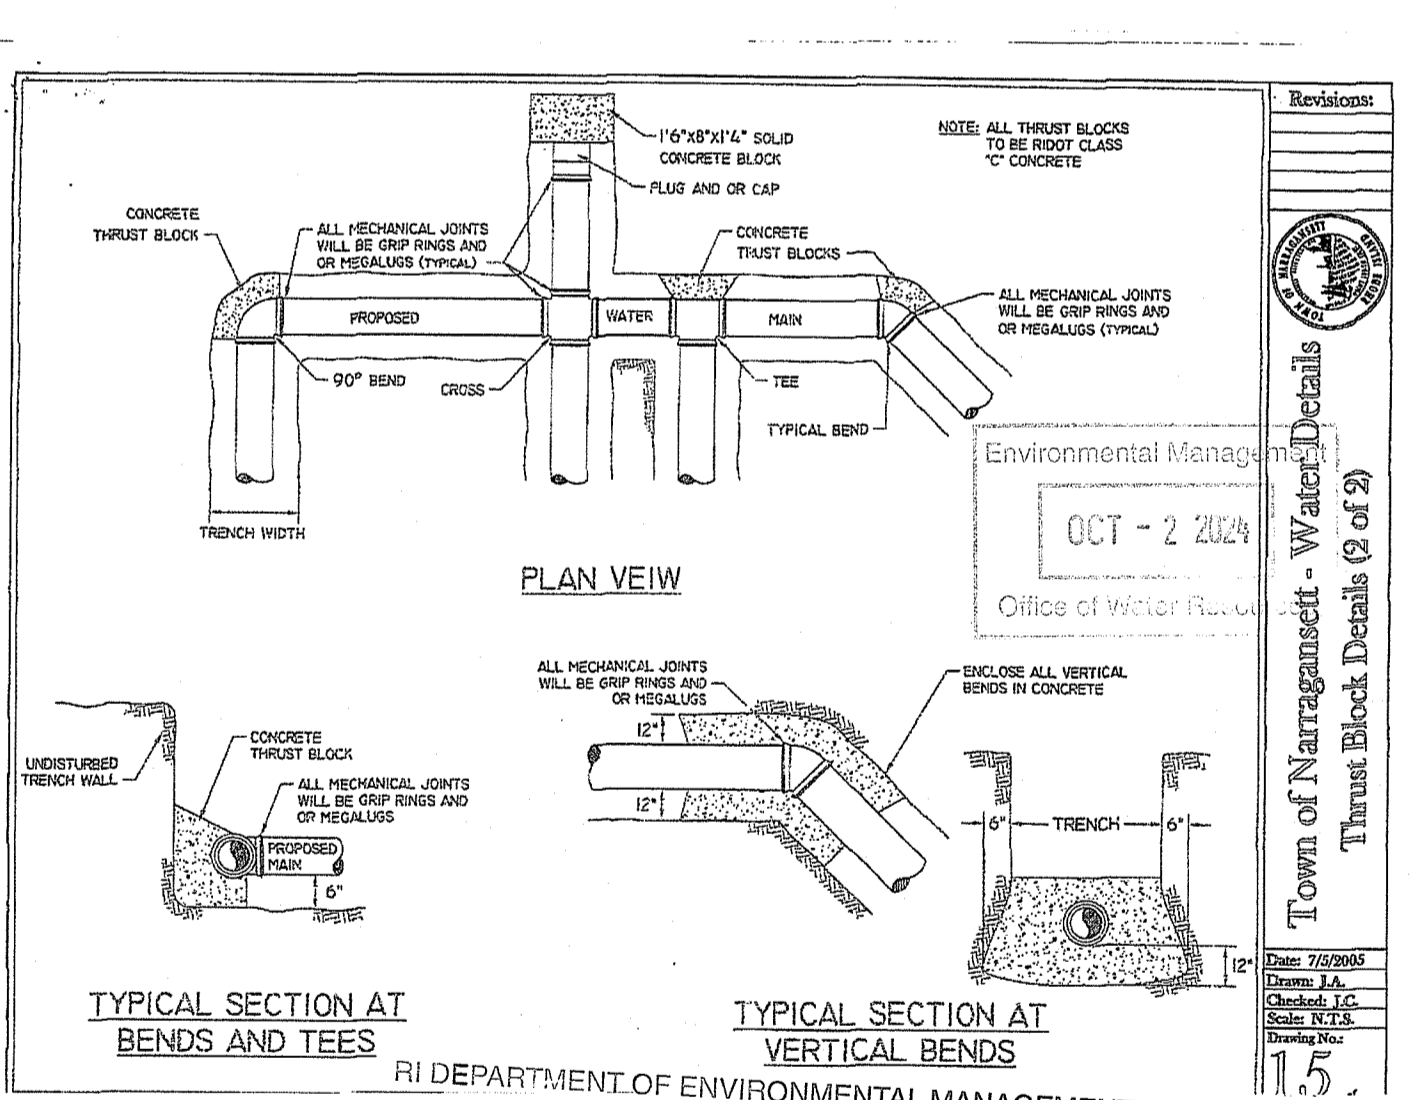 1'6"X8"X1'4" SOLID
CONCRETE BLOCK
PLUG AND OR CAP
NOTE: ALL THRUST BLOCKS
TO BE RIDOT CLASS
"C" CONCRETE
CONCRETE
THRUST BLOCK
ALL MECHANICAL JOINTS
WILL BE GRIP RINGS AND
OR MEGALUGS (TYPICAL)
CONCRETE
THUST BLOCKS
ALL MECHANICAL JOINTS
WILL BE GRIP RINGS AND
OR MEGALUGS (TYPICAL)
PROPOSED WATER MAIN
90° BEND
CROSS
TEE
TYPICAL BEND
TRENCH WIDTH
PLAN VEIW
Environmental Management
OCT - 2 2024
Office of Water Resources
ALL MECHANICAL JOINTS
WILL BE GRIP RINGS AND
OR MEGALUGS
ENCLOSE ALL VERTICAL
BENDS IN CONCRETE
12"
12"
6" TRENCH 6"
12"
UNDISTURBED
TRENCH WALL
CONCRETE
THRUST BLOCK
ALL MECHANICAL JOINTS
WILL BE GRIP RINGS AND
OR MEGALUGS
PROPOSED
MAIN
6"
TYPICAL SECTION AT
BENDS AND TEES
TYPICAL SECTION AT
VERTICAL BENDS
RI DEPARTMENT OF ENVIRONMENTAL MANAGEMENT
Revisions:
TOWN OF NARRAGANSETT
Town of Narragansett - Water Details
Thrust Block Details (2 of 2)
Date: 7/5/2005
Drawn: J.A.
Checked: J.C.
Scale: N.T.S.
Drawing No.:
15